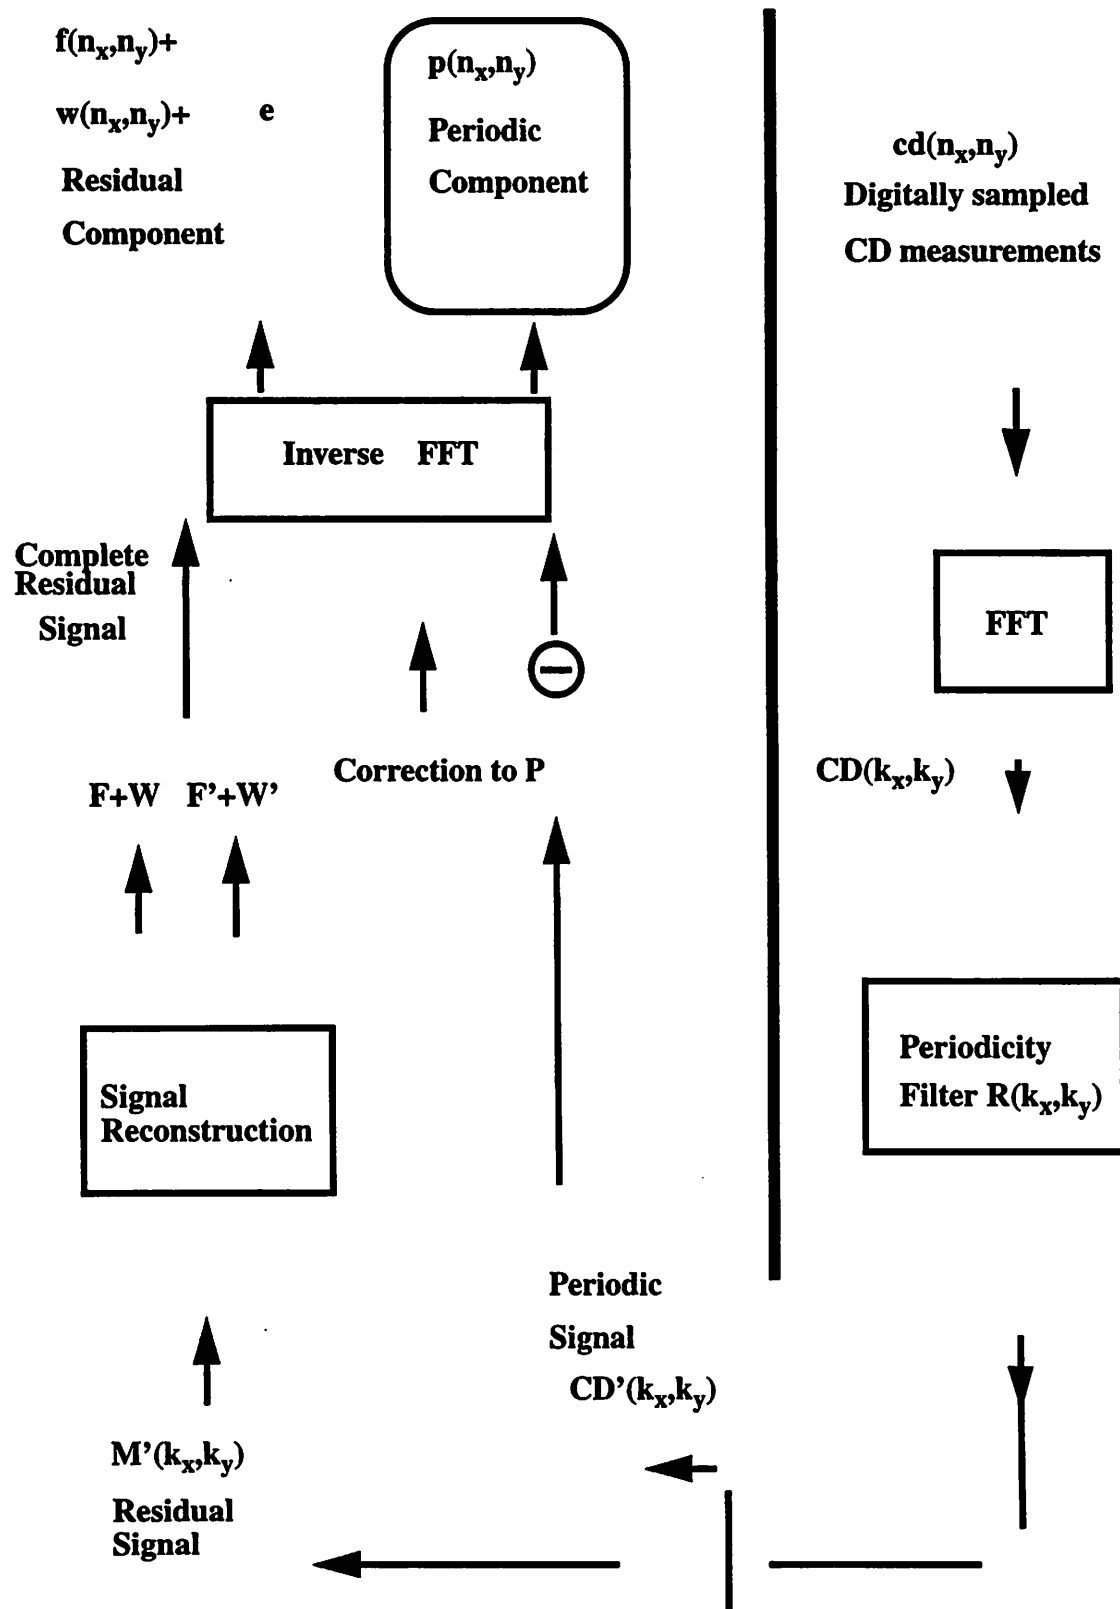 f(nx,ny)+
w(nx,ny)+ e
Residual
Component
p(nx,ny)
Periodic
Component
cd(nx,ny)
Digitally sampled
CD measurements
Inverse FFT
Complete
Residual
Signal
FFT
Correction to P
CD(kx,ky)
F+W F’+W’
Periodicity
Filter R(kx,ky)
Signal
Reconstruction
Periodic
Signal
CD’(kx,ky)
M’(kx,ky)
Residual
Signal